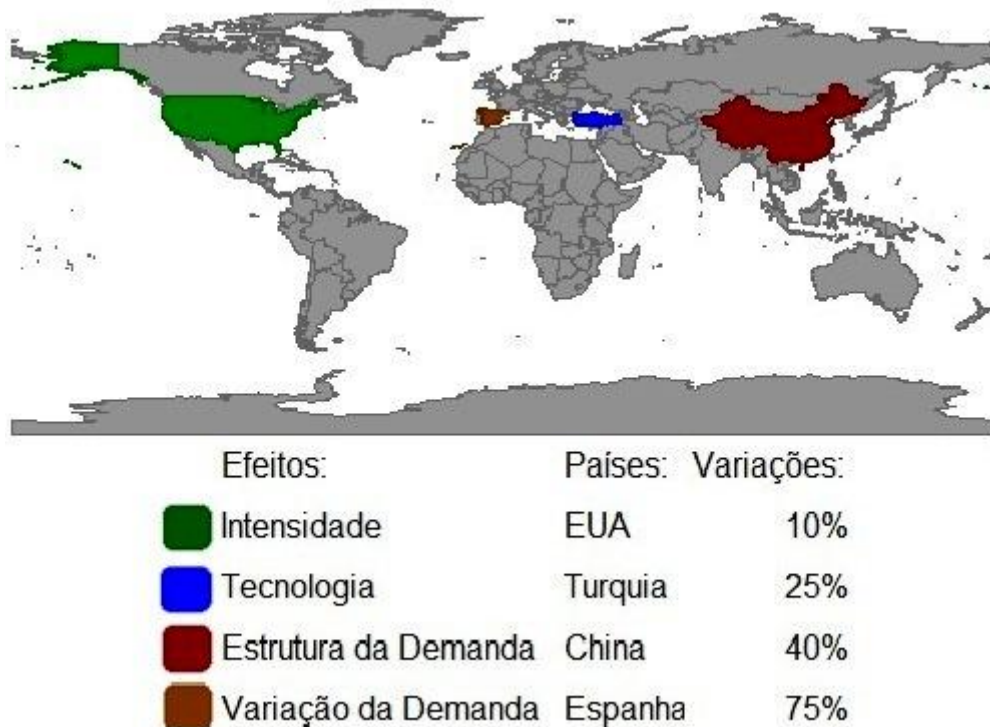 Efeitos: Países: Variações:
Intensidade EUA 10%
Tecnologia Turquia 25%
Estrutura da Demanda China 40%
Variação da Demanda Espanha 75%